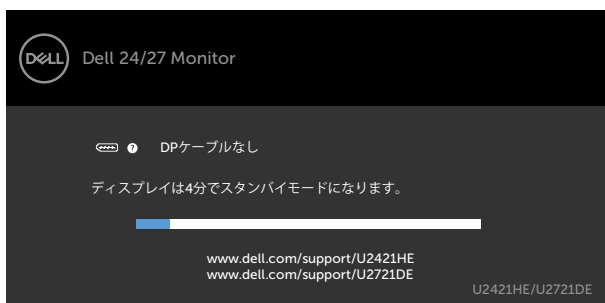 DELL
Dell 24/27 Monitor
? DPケーブルなし
ディスプレイは4分でスタンバイモードになります。
www.dell.com/support/U2421HE
www.dell.com/support/U2721DE
U2421HE/U2721DE